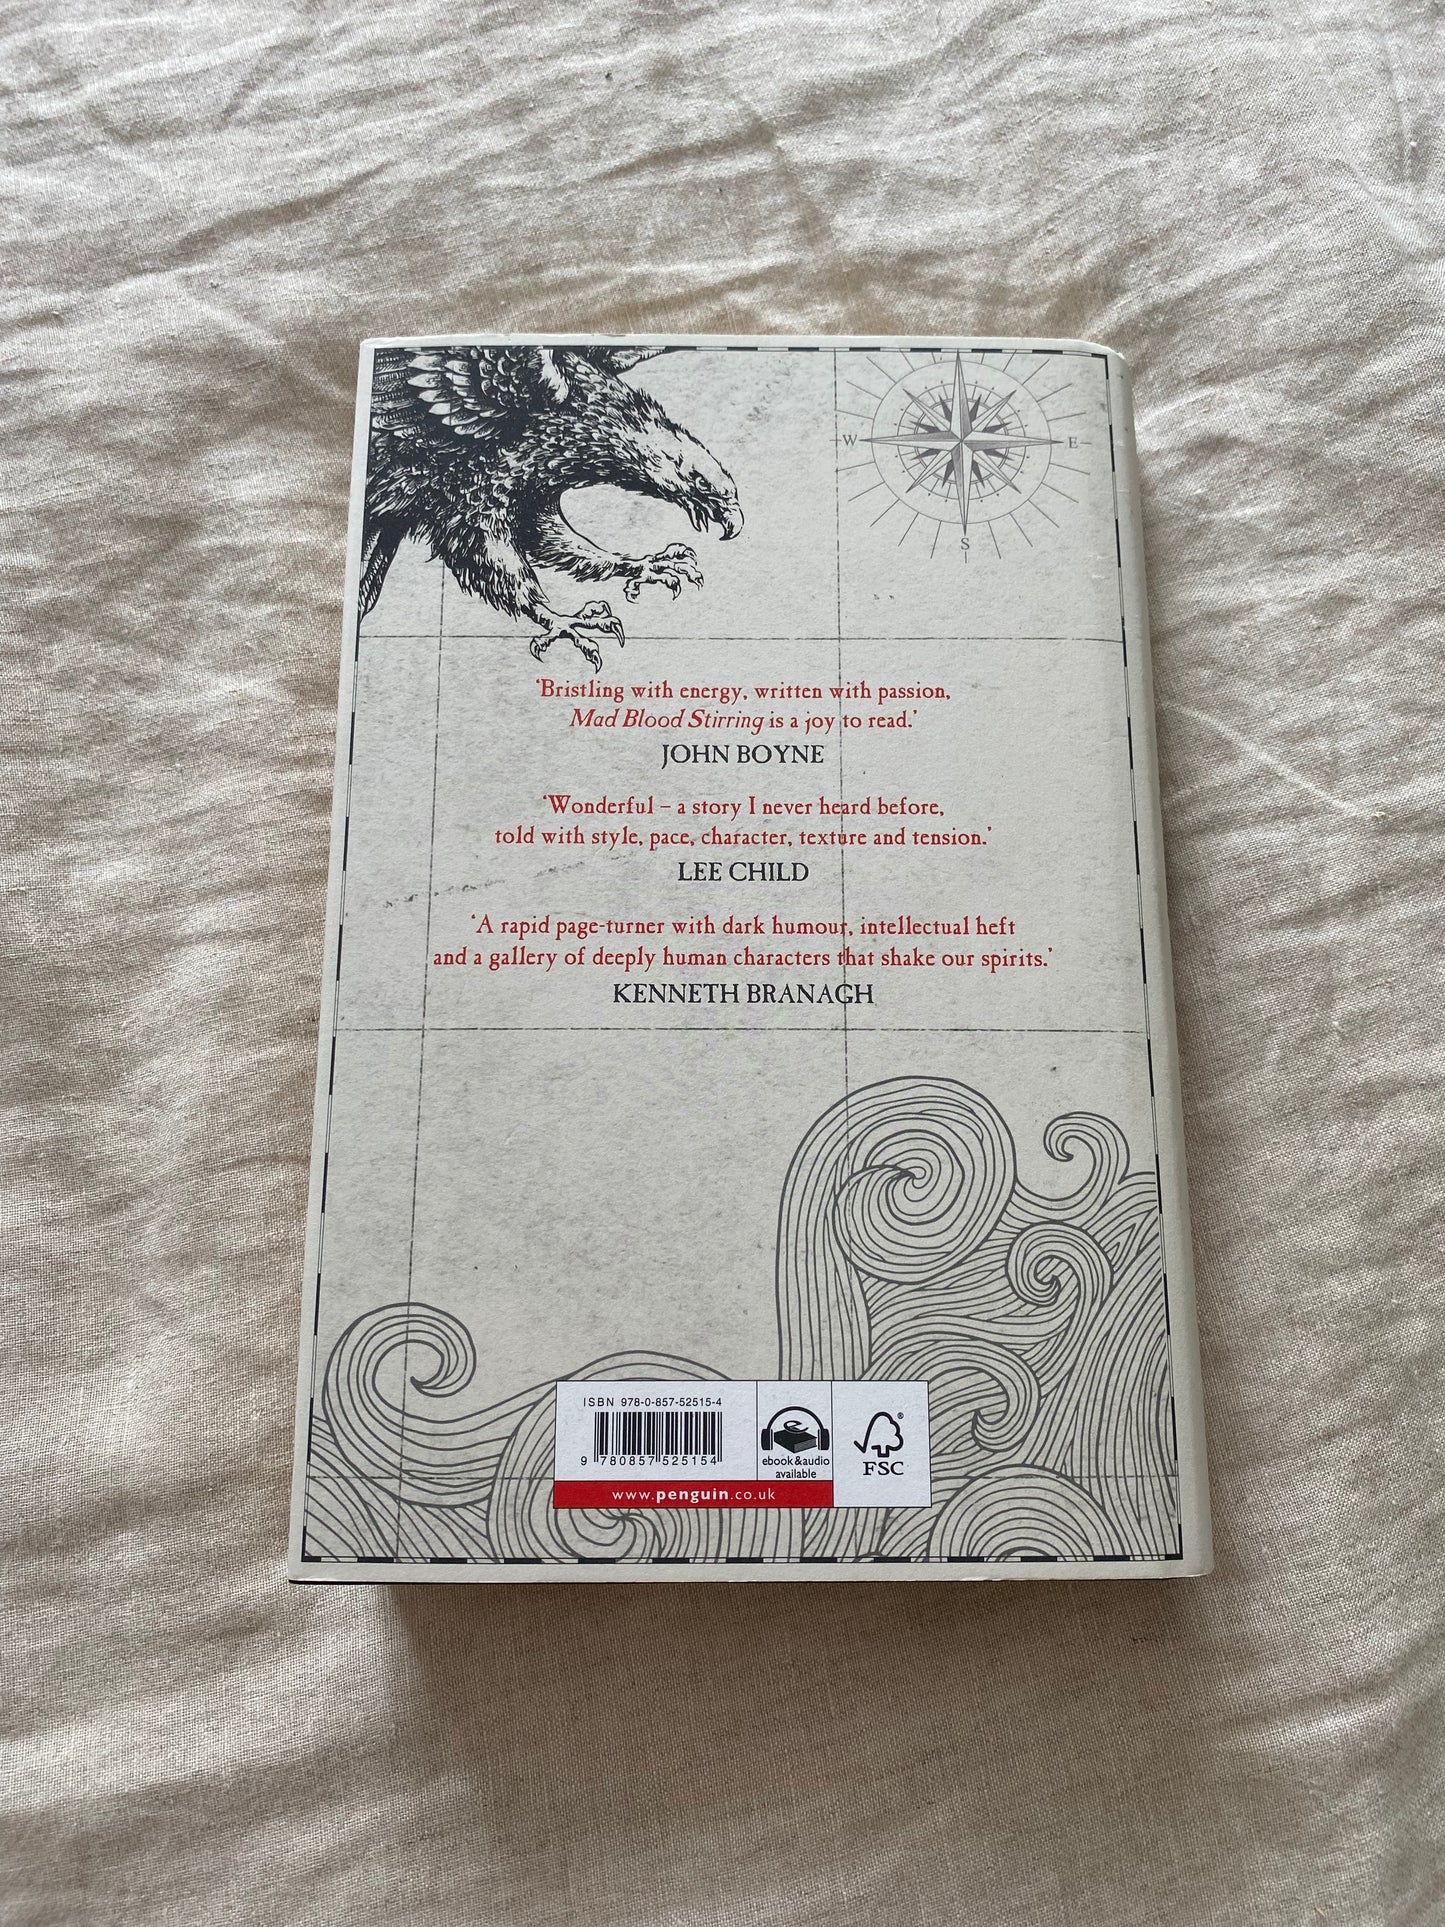 W E
S
‘Bristling with energy, written with passion,
Mad Blood Stirring is a joy to read.’
JOHN BOYNE
‘Wonderful – a story I never heard before,
told with style, pace, character, texture and tension.’
LEE CHILD
‘A rapid page-turner with dark humour, intellectual heft
and a gallery of deeply human characters that shake our spirits.’
KENNETH BRANAGH
ISBN 978-0-857-52515-4
9 780857 525154
ebook & audio
available
FSC®
www.penguin.co.uk